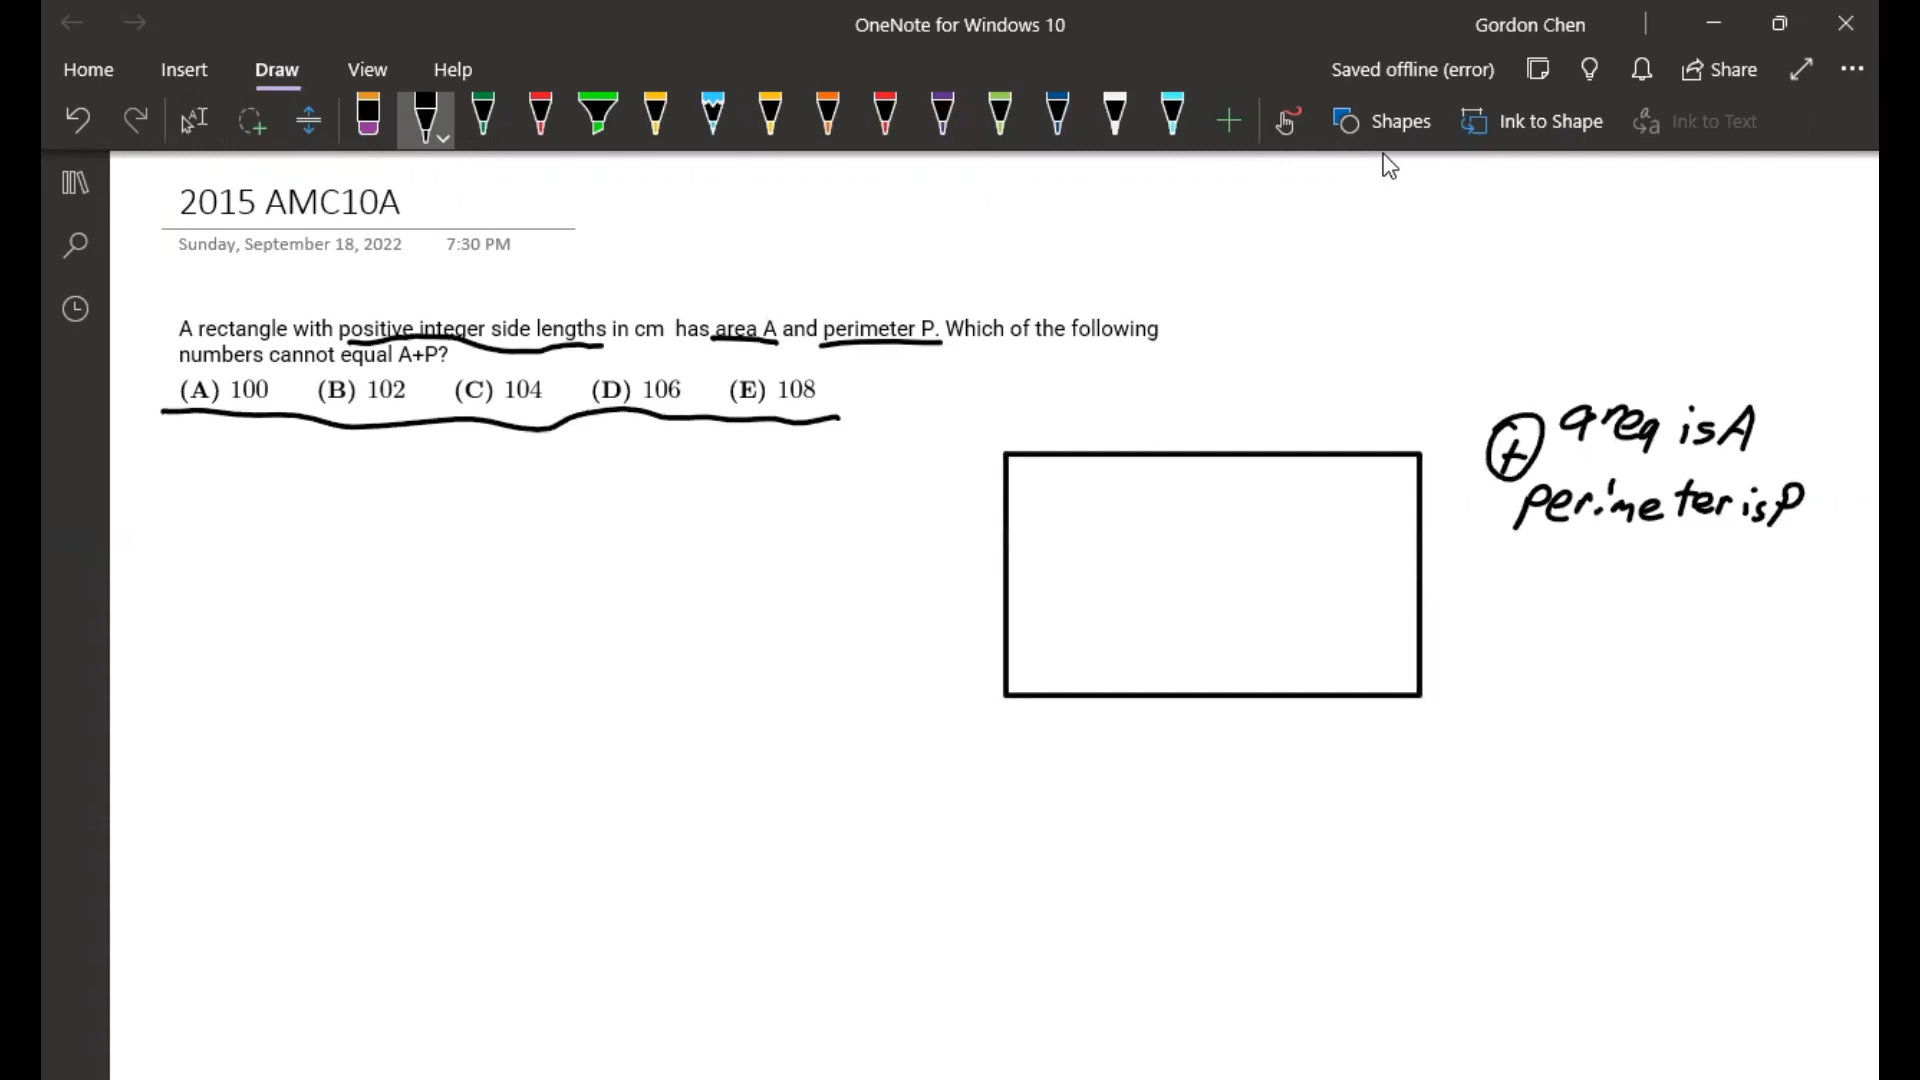 OneNote for Windows 10
Gordon Chen
Home Insert Draw View Help
Saved offline (error)
Share
Shapes
Ink to Shape
Ink to Text
2015 AMC10A
Sunday, September 18, 2022 7:30 PM
A rectangle with positive integer side lengths in cm has area A and perimeter P. Which of the following
numbers cannot equal A+P?
(A) 100 (B) 102 (C) 104 (D) 106 (E) 108
+ area is A
perimeter is P